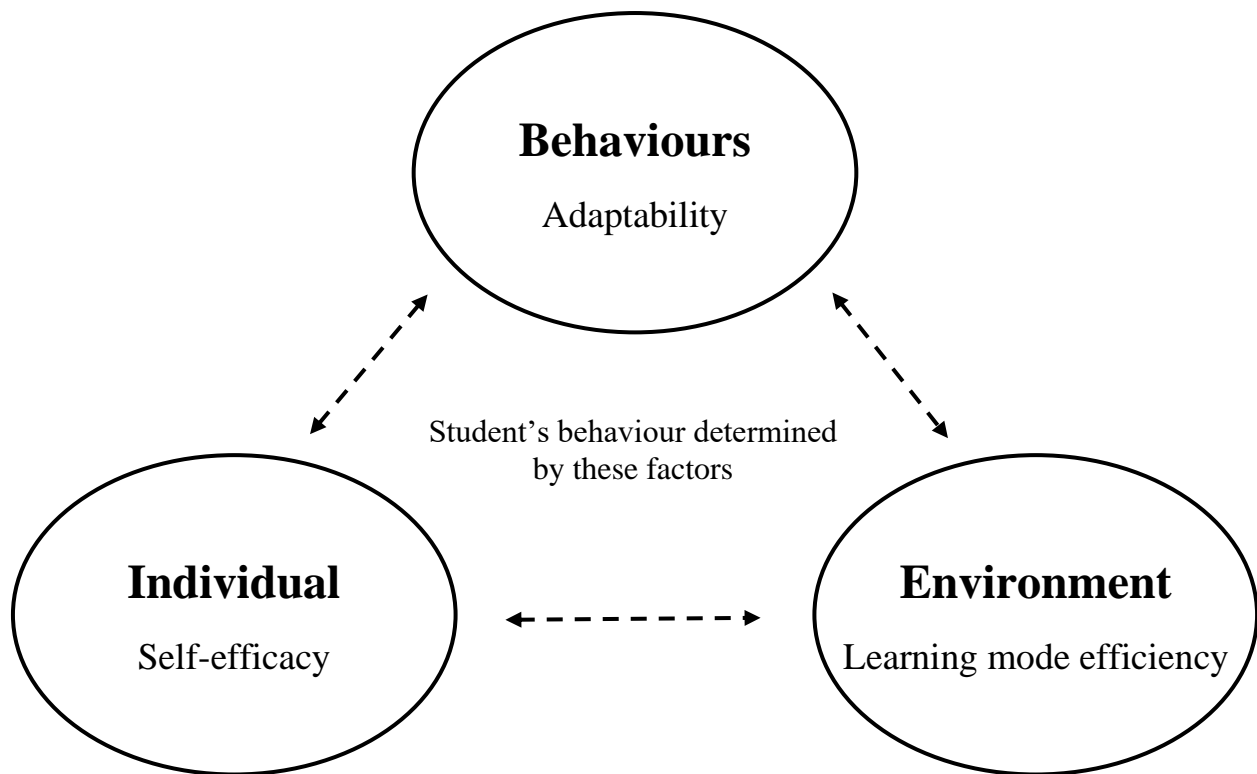 Behaviours
Adaptability
Student’s behaviour determined
by these factors
Individual
Self-efficacy
Environment
Learning mode efficiency